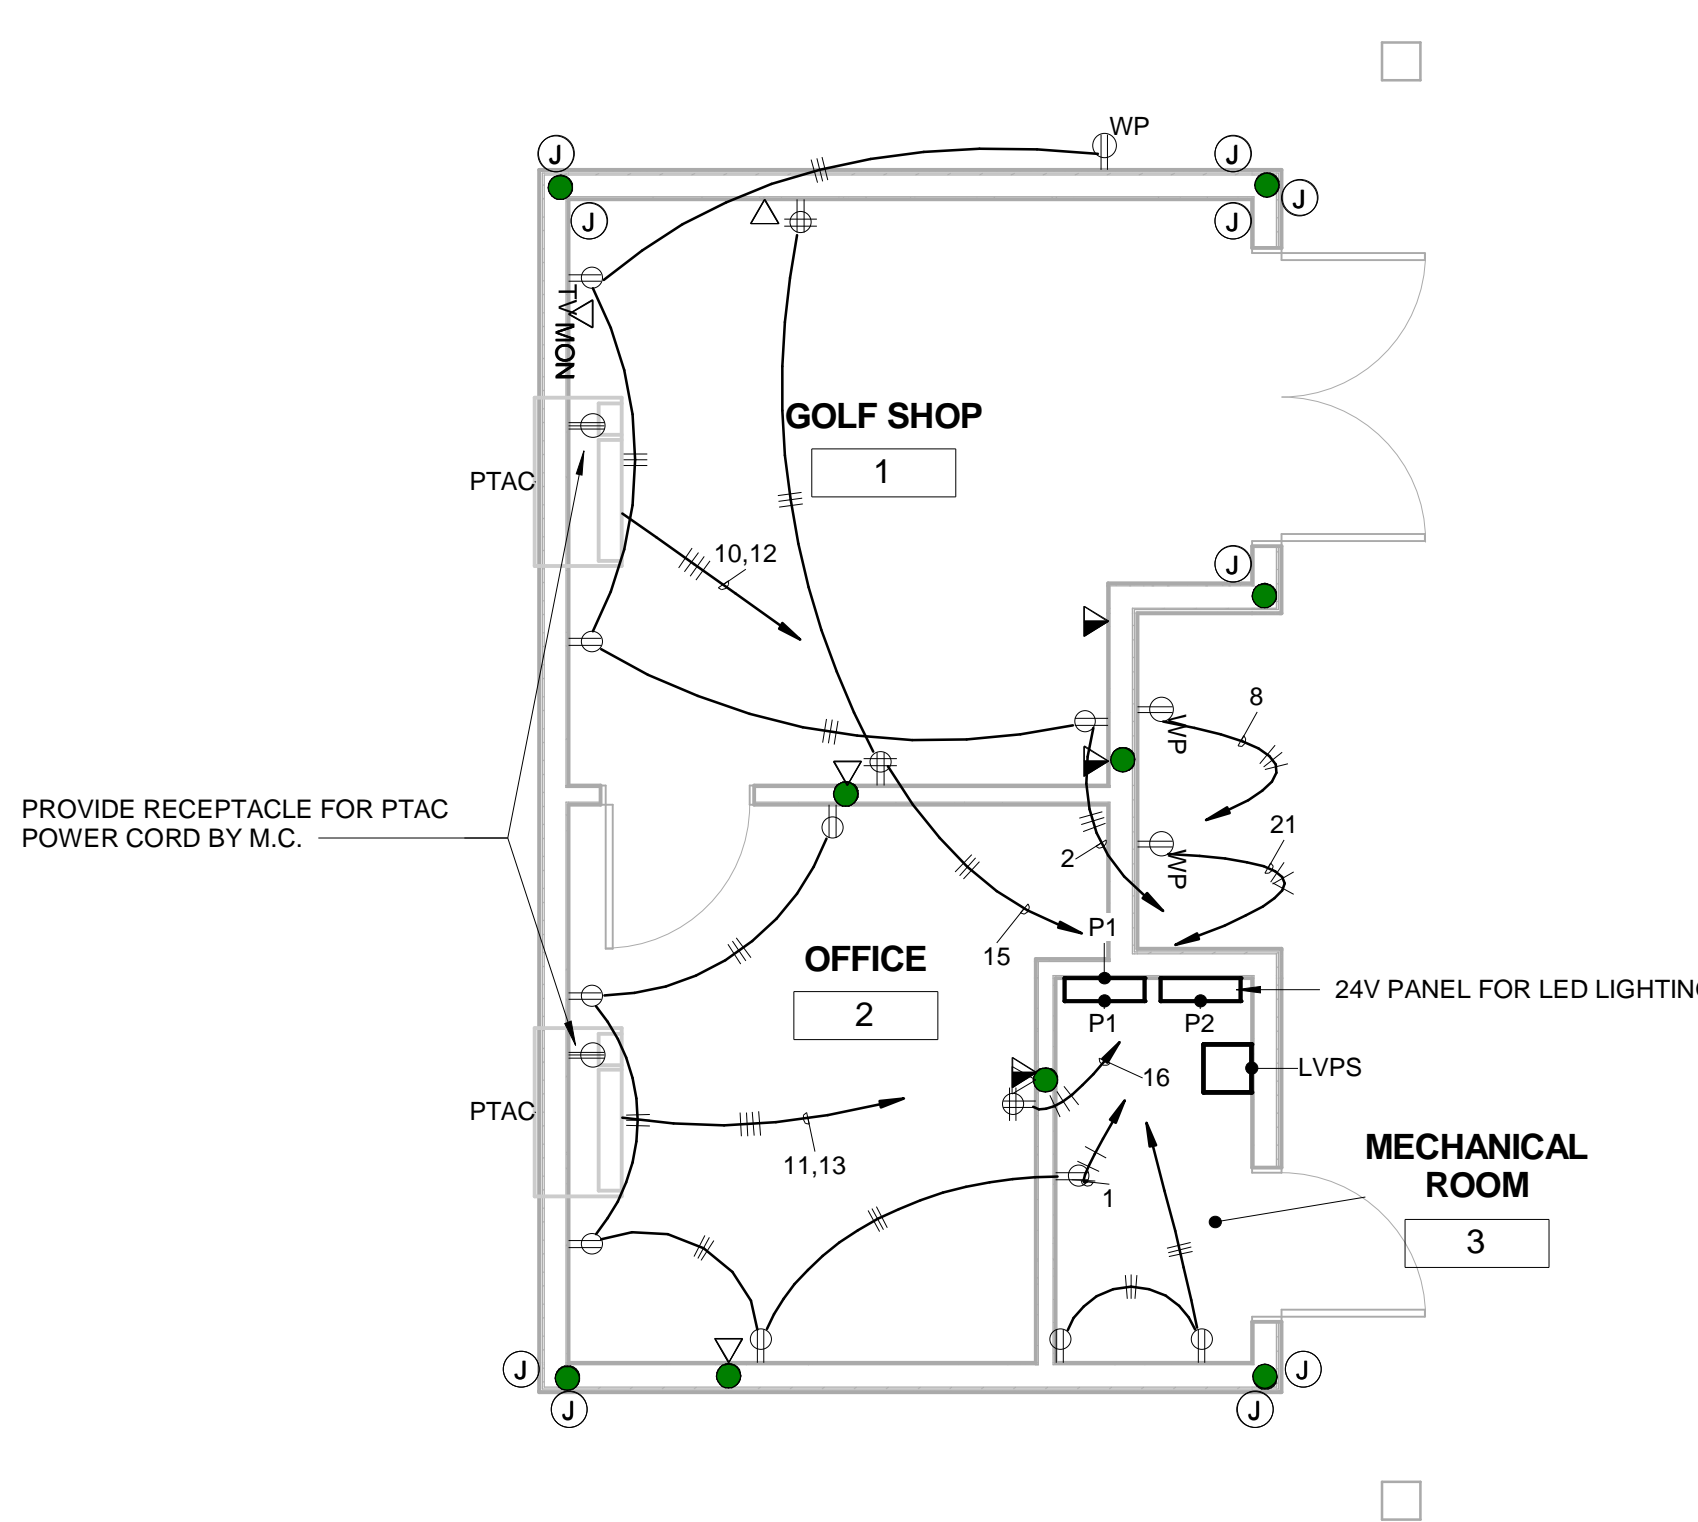 WP
J
J
J
J
J
J
TV MON
GOLF SHOP
1
PTAC
10,12
J
8
WP
PROVIDE RECEPTACLE FOR PTAC
POWER CORD BY M.C.
21
2
WP
P1
15
OFFICE
2
24V PANEL FOR LED LIGHTIN
P1
P2
LVPS
16
PTAC
11,13
MECHANICAL
ROOM
1
3
J
J
J
J